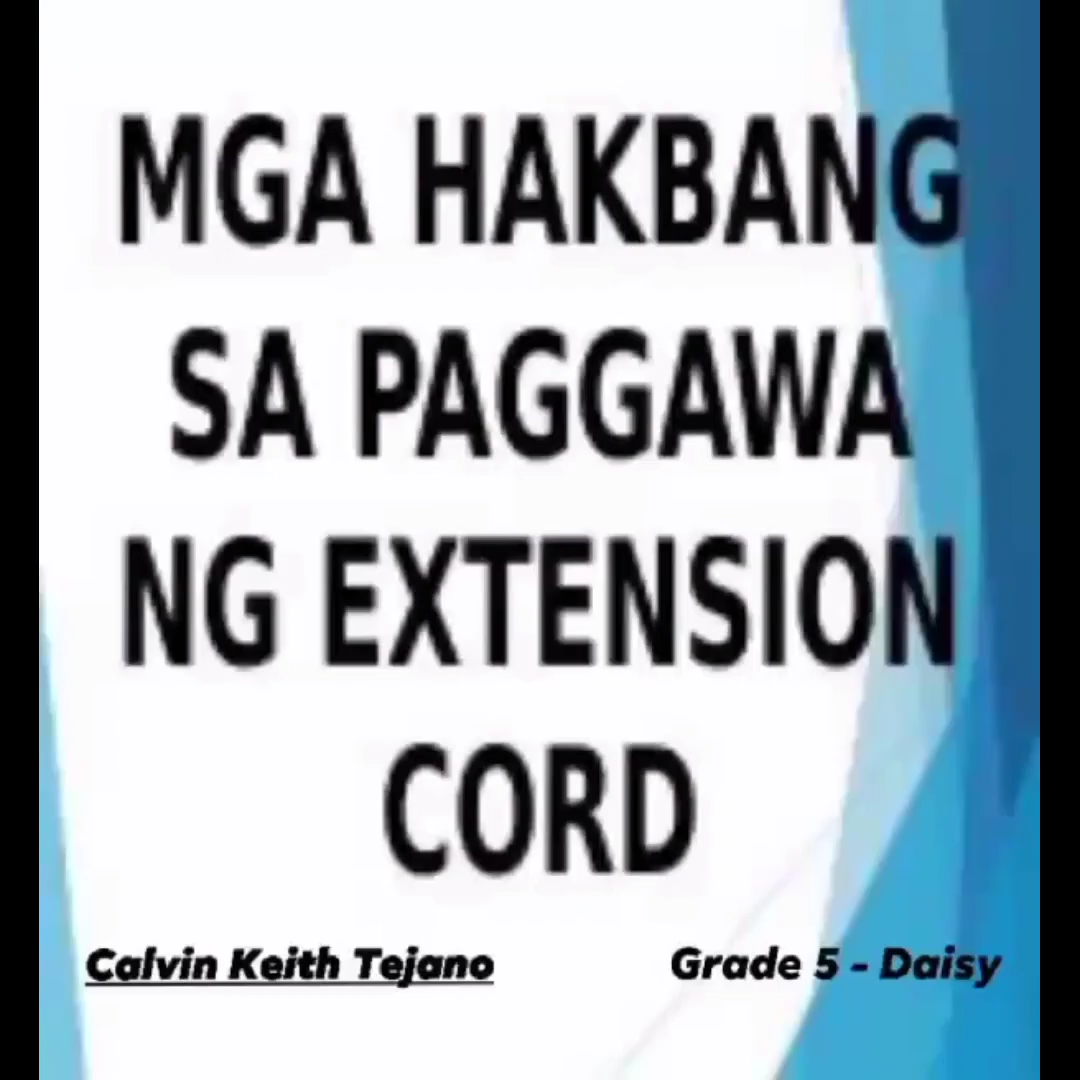 MGA HAKBANG
SA PAGGAWA
NG EXTENSION
CORD
Calvin Keith Tejano
Grade 5 - Daisy